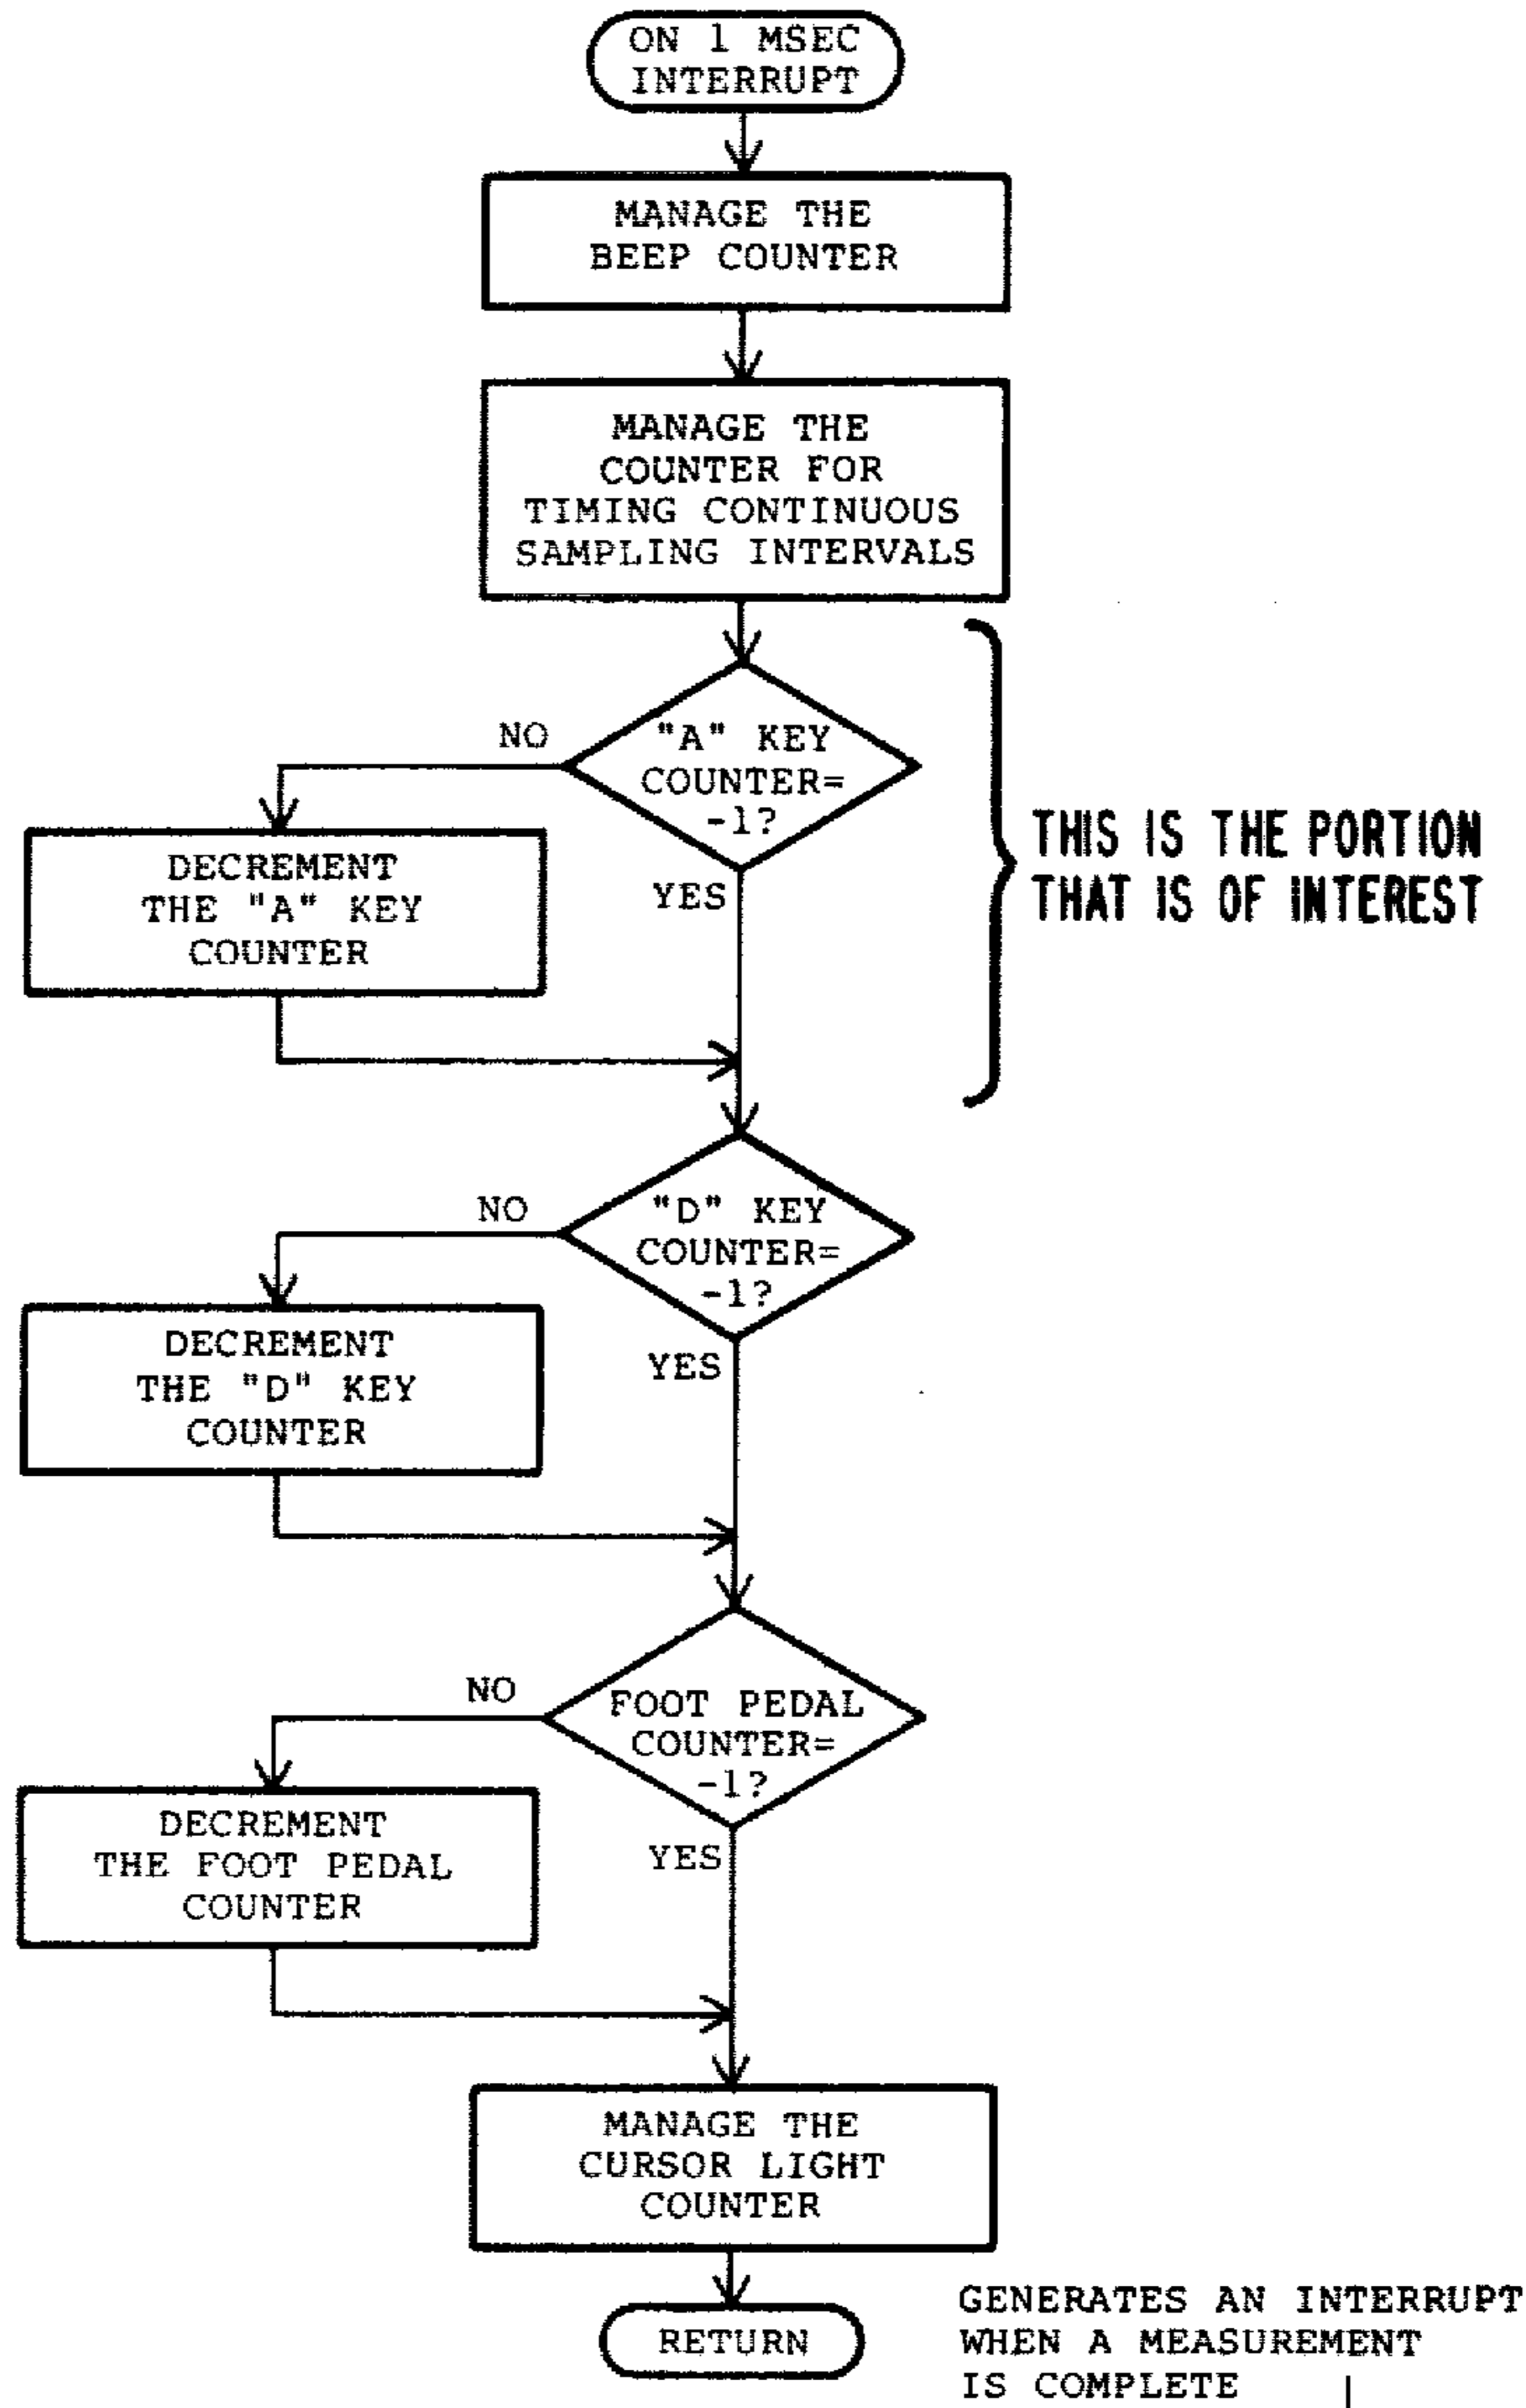 ON 1 MSEC
INTERRUPT
MANAGE THE
BEEP COUNTER
MANAGE THE
COUNTER FOR
TIMING CONTINUOUS
SAMPLING INTERVALS
"A" KEY
COUNTER=
-1?
NO
YES
DECREMENT
THE "A" KEY
COUNTER
THIS IS THE PORTION
THAT IS OF INTEREST
"D" KEY
COUNTER=
-1?
NO
YES
DECREMENT
THE "D" KEY
COUNTER
FOOT PEDAL
COUNTER=
-1?
NO
YES
DECREMENT
THE FOOT PEDAL
COUNTER
MANAGE THE
CURSOR LIGHT
COUNTER
RETURN
GENERATES AN INTERRUPT
WHEN A MEASUREMENT
IS COMPLETE